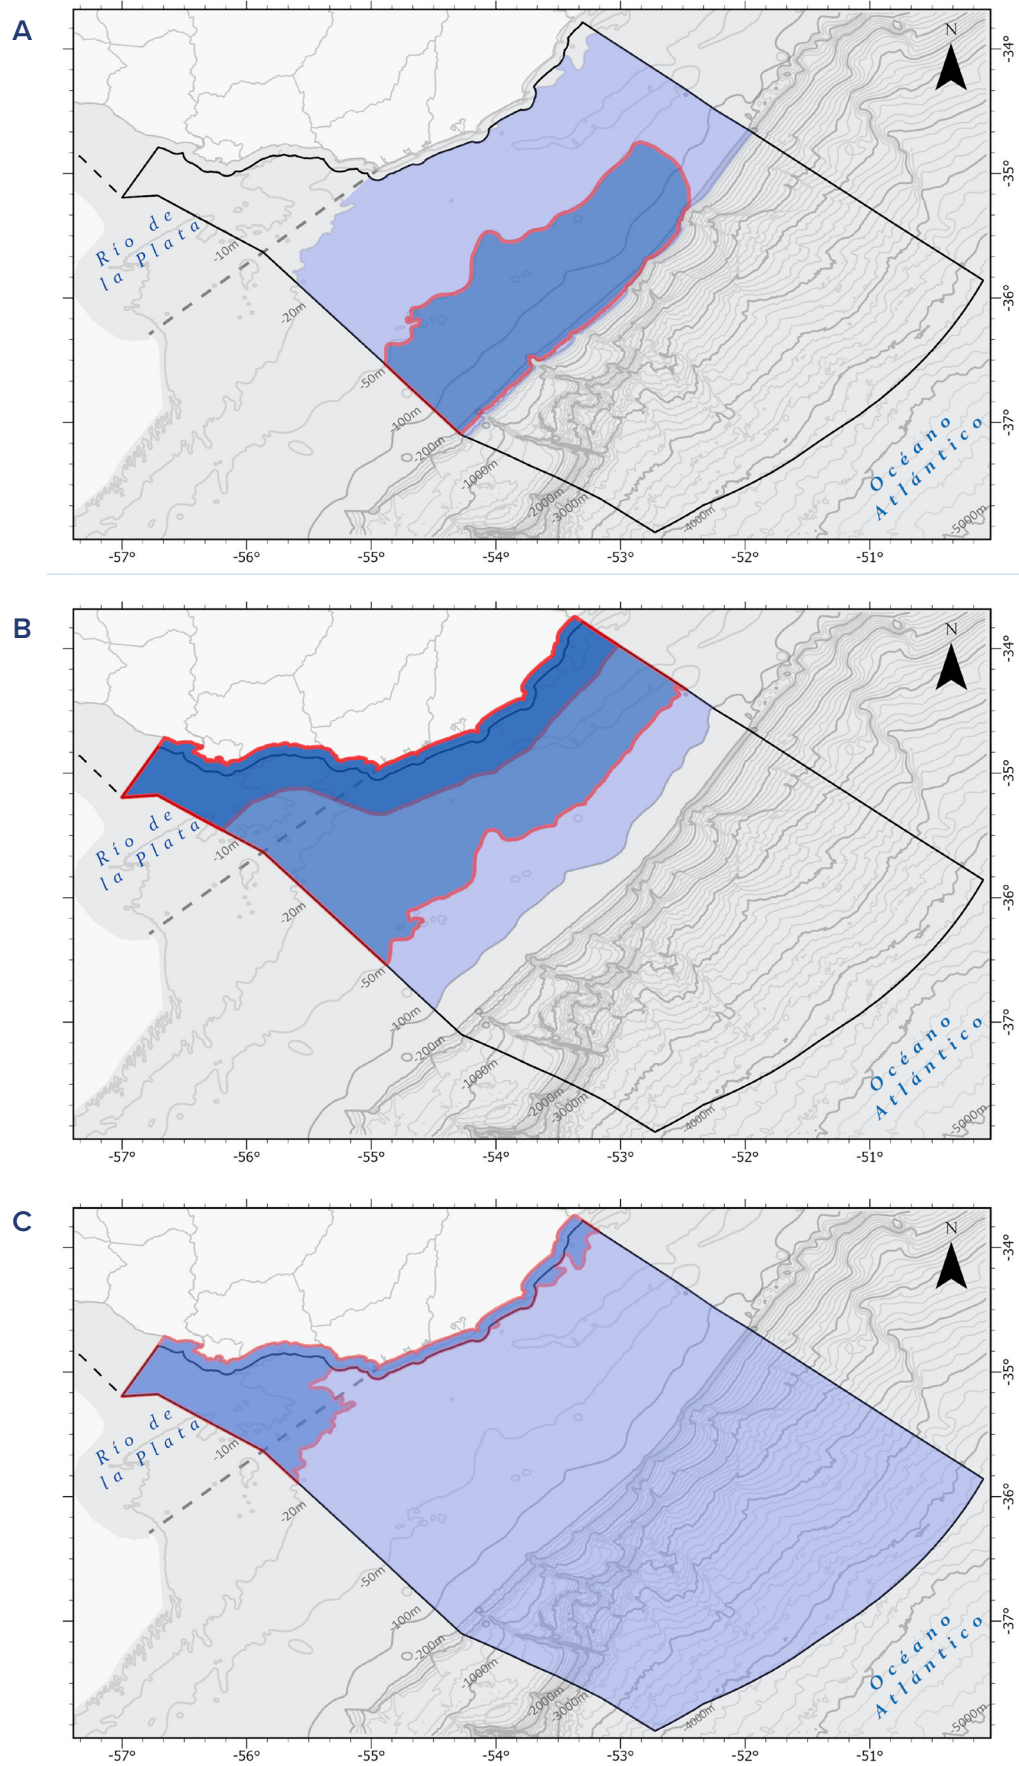 A
N
-34°
-35°
Río de
la Plata
-10m
-20m
-36°
-50m
-100m
-200m
-1000m
-2000m
-3000m
-4000m
-5000m
-37°
Océano
Atlántico
-57°
-56°
-55°
-54°
-53°
-52°
-51°
B
N
-34°
-35°
Río de
la Plata
-10m
-20m
-36°
-50m
-100m
-200m
-1000m
-2000m
-3000m
-4000m
-5000m
-37°
Océano
Atlántico
-57°
-56°
-55°
-54°
-53°
-52°
-51°
C
N
-34°
-35°
Río de
la Plata
-10m
-20m
-36°
-50m
-100m
-200m
-1000m
-2000m
-3000m
-4000m
-5000m
-37°
Océano
Atlántico
-57°
-56°
-55°
-54°
-53°
-52°
-51°